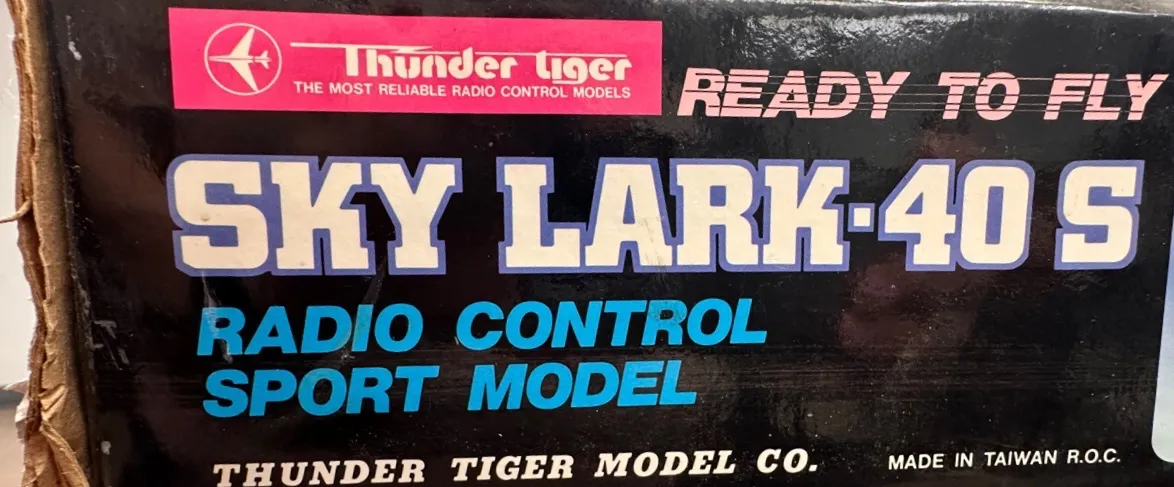 Thunder tiger
THE MOST RELIABLE RADIO CONTROL MODELS
READY TO FLY
SKY LARK·40 S
RADIO CONTROL
SPORT MODEL
THUNDER TIGER MODEL CO.
MADE IN TAIWAN R.O.C.